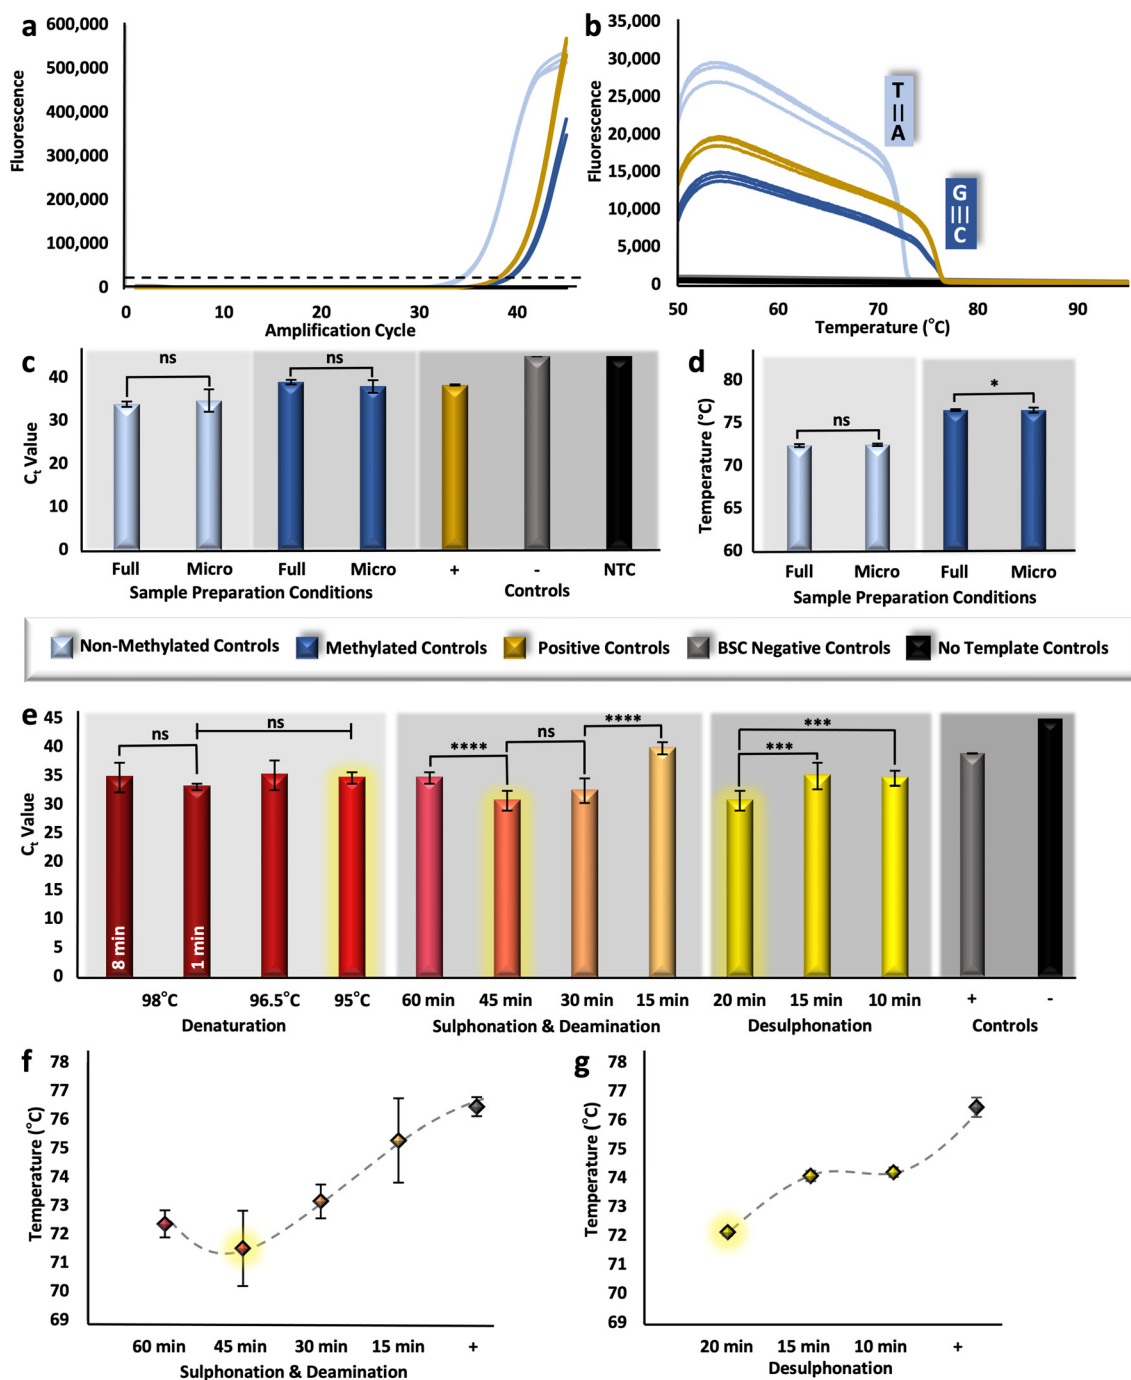 a
600,000
500,000
400,000
300,000
200,000
100,000
0
Fluorescence
0 10 20 30 40
Amplification Cycle
b
35,000
30,000
25,000
20,000
15,000
10,000
5,000
0
Fluorescence
T
A
G
C
50 60 70 80 90
Temperature (°C)
c
40
30
20
10
0
Ct Value
ns
ns
Full Micro Full Micro + - NTC
Sample Preparation Conditions Controls
d
80
75
70
65
60
Temperature (°C)
ns
*
Full Micro Full Micro
Sample Preparation Conditions
Non-Methylated Controls Methylated Controls Positive Controls BSC Negative Controls No Template Controls
e
45
40
35
30
25
20
15
10
5
0
Ct Value
ns
ns
****
ns
****
***
***
8 min
1 min
98°C 96.5°C 95°C 60 min 45 min 30 min 15 min 20 min 15 min 10 min + -
Denaturation Sulphonation & Deamination Desulphonation Controls
f
78
77
76
75
74
73
72
71
70
69
Temperature (°C)
60 min 45 min 30 min 15 min +
Sulphonation & Deamination
g
78
77
76
75
74
73
72
71
70
69
Temperature (°C)
20 min 15 min 10 min +
Desulphonation